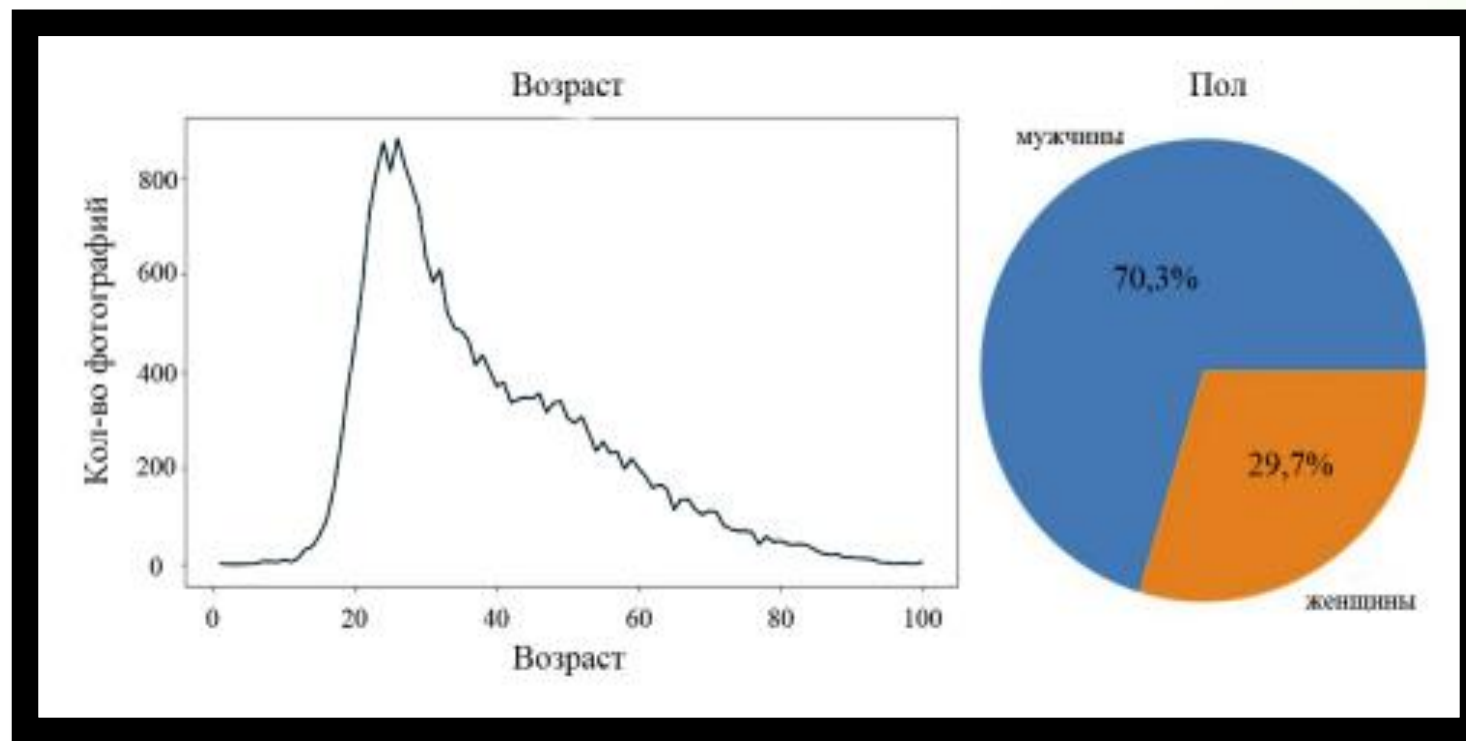 Возраст
Кол-во фотографий
800
600
400
200
0
0 20 40 60 80 100
Возраст
Пол
мужчины
70,3%
29,7%
женщины